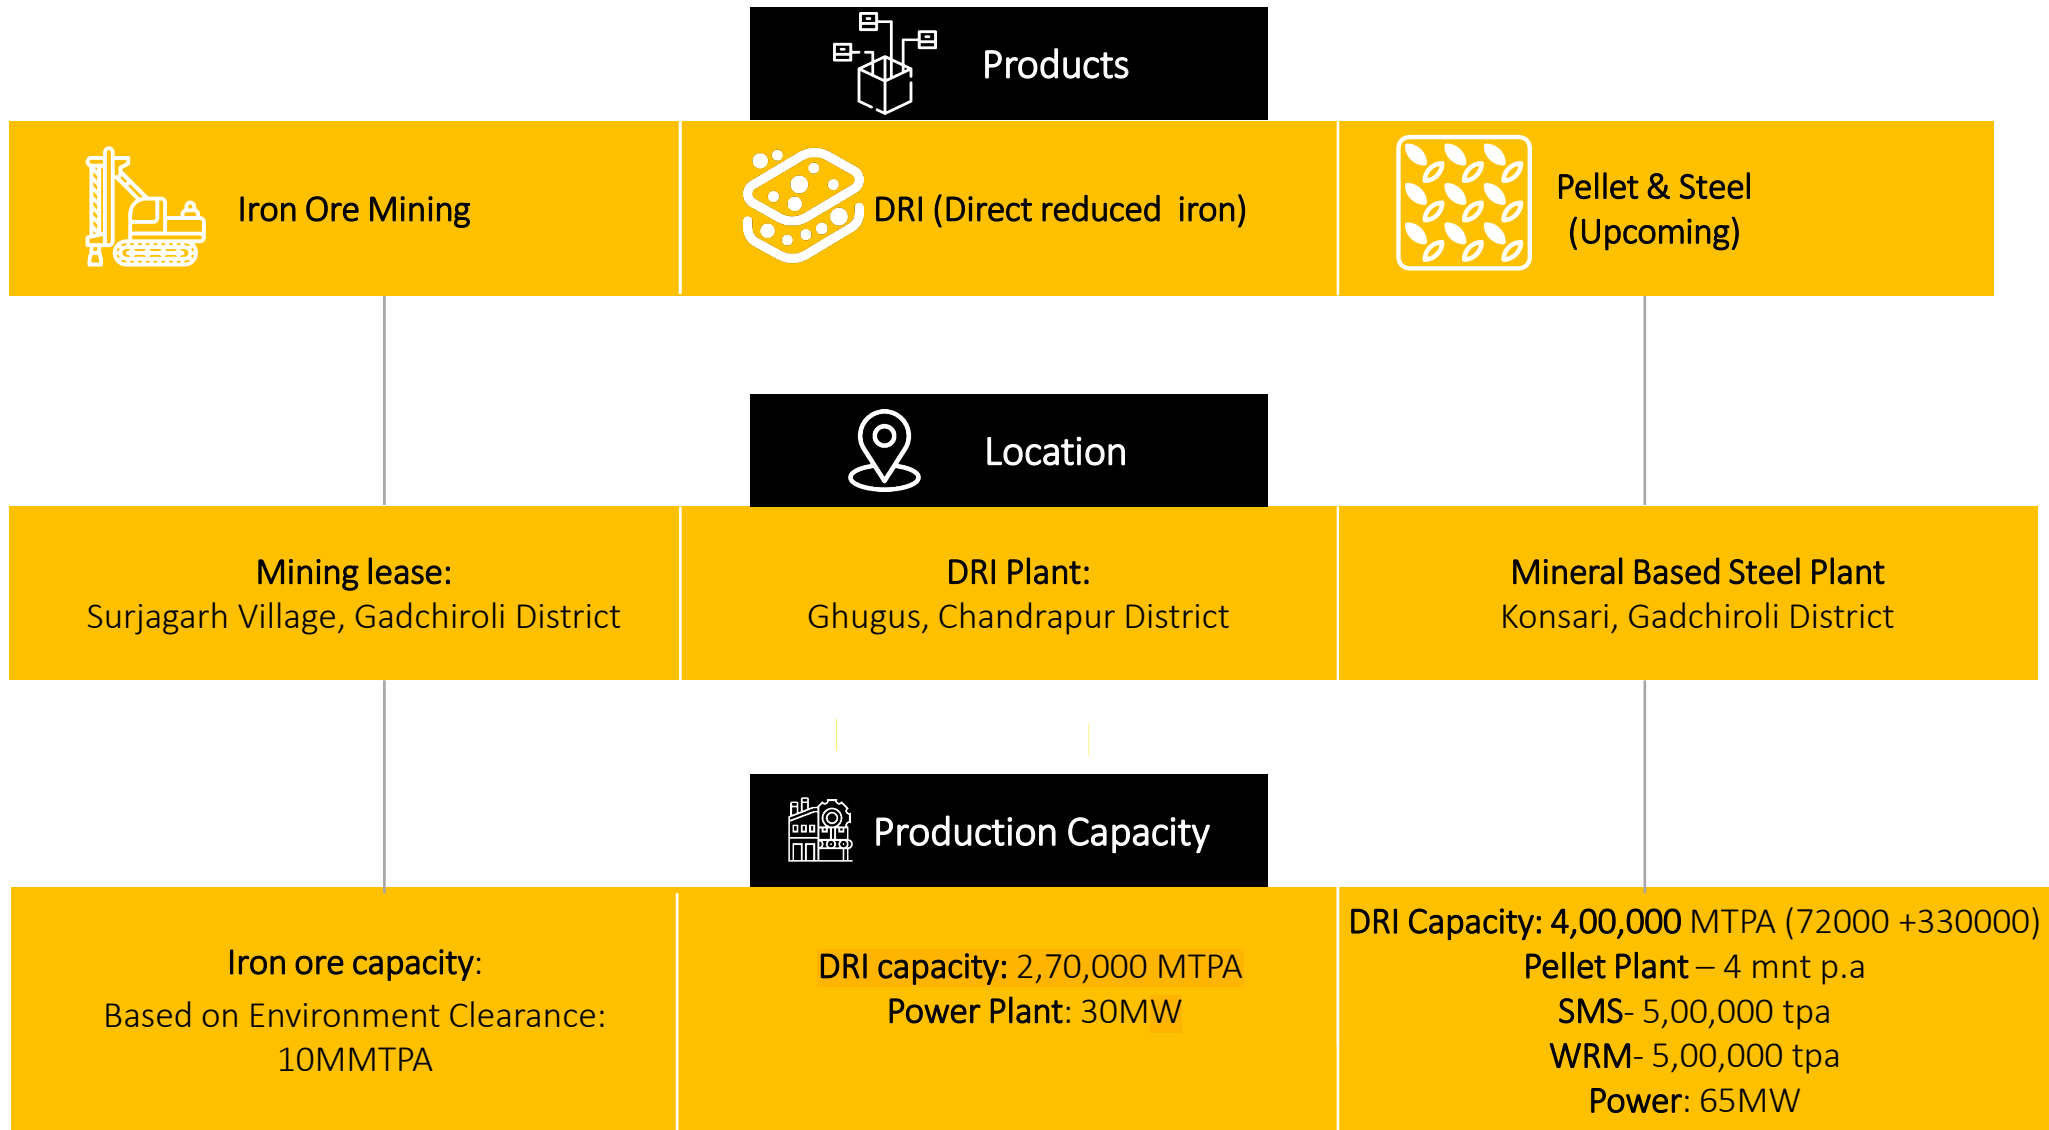 Products
Iron Ore Mining
DRI (Direct reduced iron)
Pellet & Steel
(Upcoming)
Location
Mining lease:
Surjagarh Village, Gadchiroli District
DRI Plant:
Ghugus, Chandrapur District
Mineral Based Steel Plant
Konsari, Gadchiroli District
Production Capacity
Iron ore capacity:
Based on Environment Clearance:
10MMTPA
DRI capacity: 2,70,000 MTPA
Power Plant: 30MW
DRI Capacity: 4,00,000 MTPA (72000 +330000)
Pellet Plant – 4 mnt p.a
SMS- 5,00,000 tpa
WRM- 5,00,000 tpa
Power: 65MW